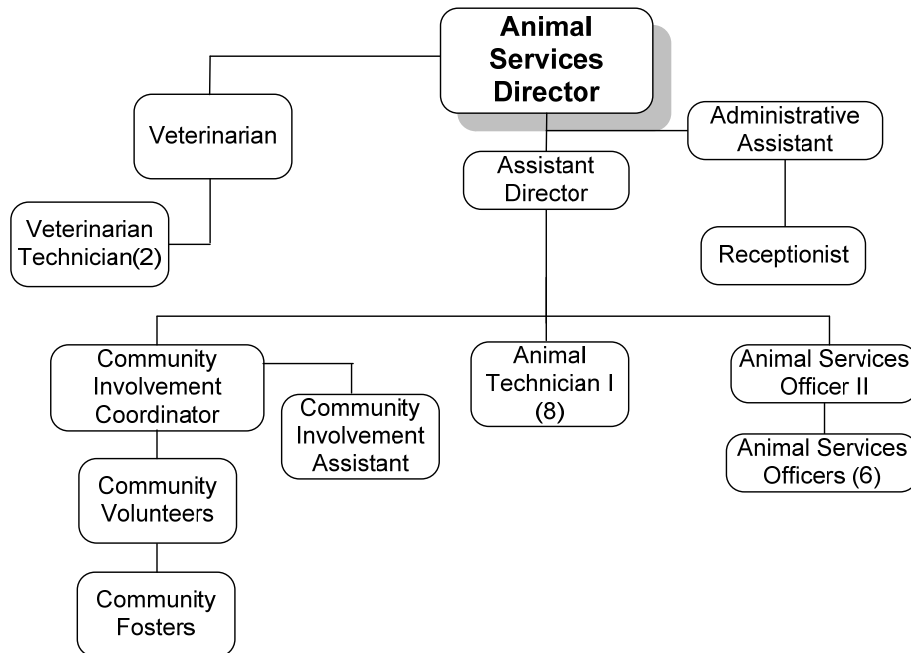 Animal
Services
Director
Veterinarian
Administrative
Assistant
Assistant
Director
Veterinarian
Technician(2)
Receptionist
Community
Involvement
Coordinator
Community
Involvement
Assistant
Animal
Technician I
(8)
Animal Services
Officer II
Animal Services
Officers (6)
Community
Volunteers
Community
Fosters